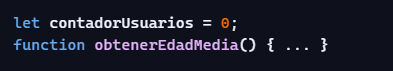 let contadorUsuarios = 0;
function obtenerEdadMedia() { ... }